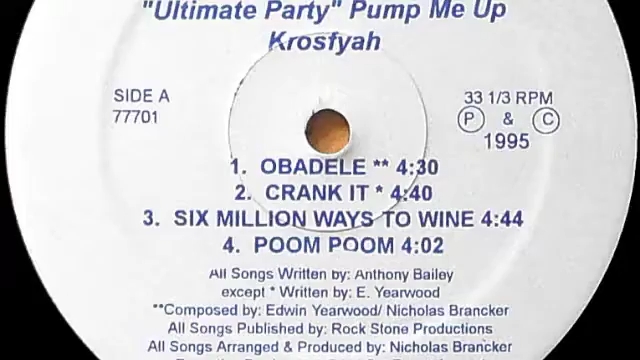 "Ultimate Party" Pump Me Up
Krosfyah
SIDE A
77701
33 1/3 RPM
P & C
1995
1. OBADELE ** 4:30
2. CRANK IT * 4:40
3. SIX MILLION WAYS TO WINE 4:44
4. POOM POOM 4:02
All Songs Written by: Anthony Bailey
except * Written by: E. Yearwood
**Composed by: Edwin Yearwood/ Nicholas Brancker
All Songs Published by: Rock Stone Productions
All Songs Arranged & Produced by: Nicholas Brancker